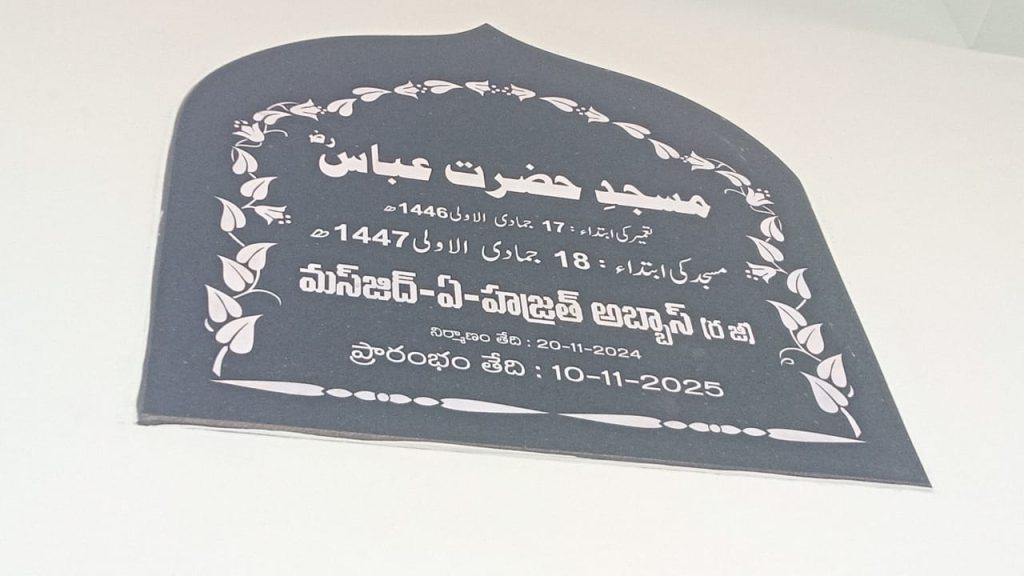 مسجدِ حضرت عباس رضؓ
تعمیر کی ابتداء : 17 جمادی الاولی 1446ھ
مسجد کی ابتداء : 18 جمادی الاولی 1447ھ
మస్‌జిద్-ఏ-హజ్రత్ అబ్బాస్ (ర జి)
నిర్మాణం తేది : 20-11-2024
ప్రారంభం తేది : 10-11-2025